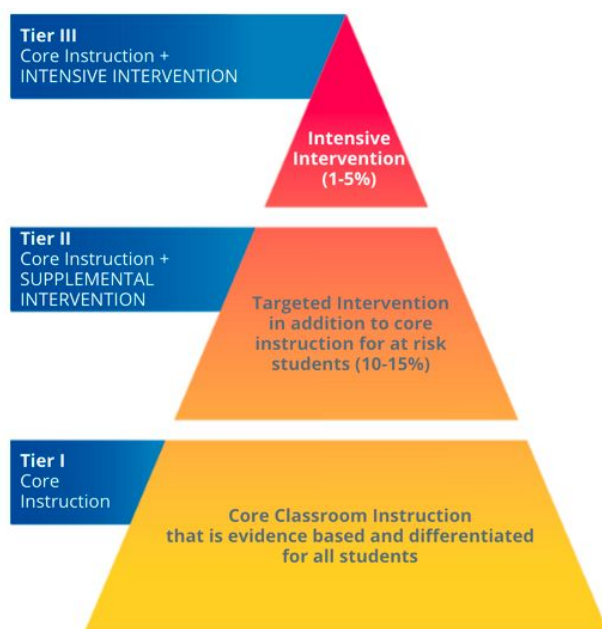 Tier III
Core Instruction +
INTENSIVE INTERVENTION
Intensive
Intervention
(1-5%)
Tier II
Core Instruction +
SUPPLEMENTAL
INTERVENTION
Targeted Intervention
in addition to core
instruction for at risk
students (10-15%)
Tier I
Core
Instruction
Core Classroom Instruction
that is evidence based and differentiated
for all students